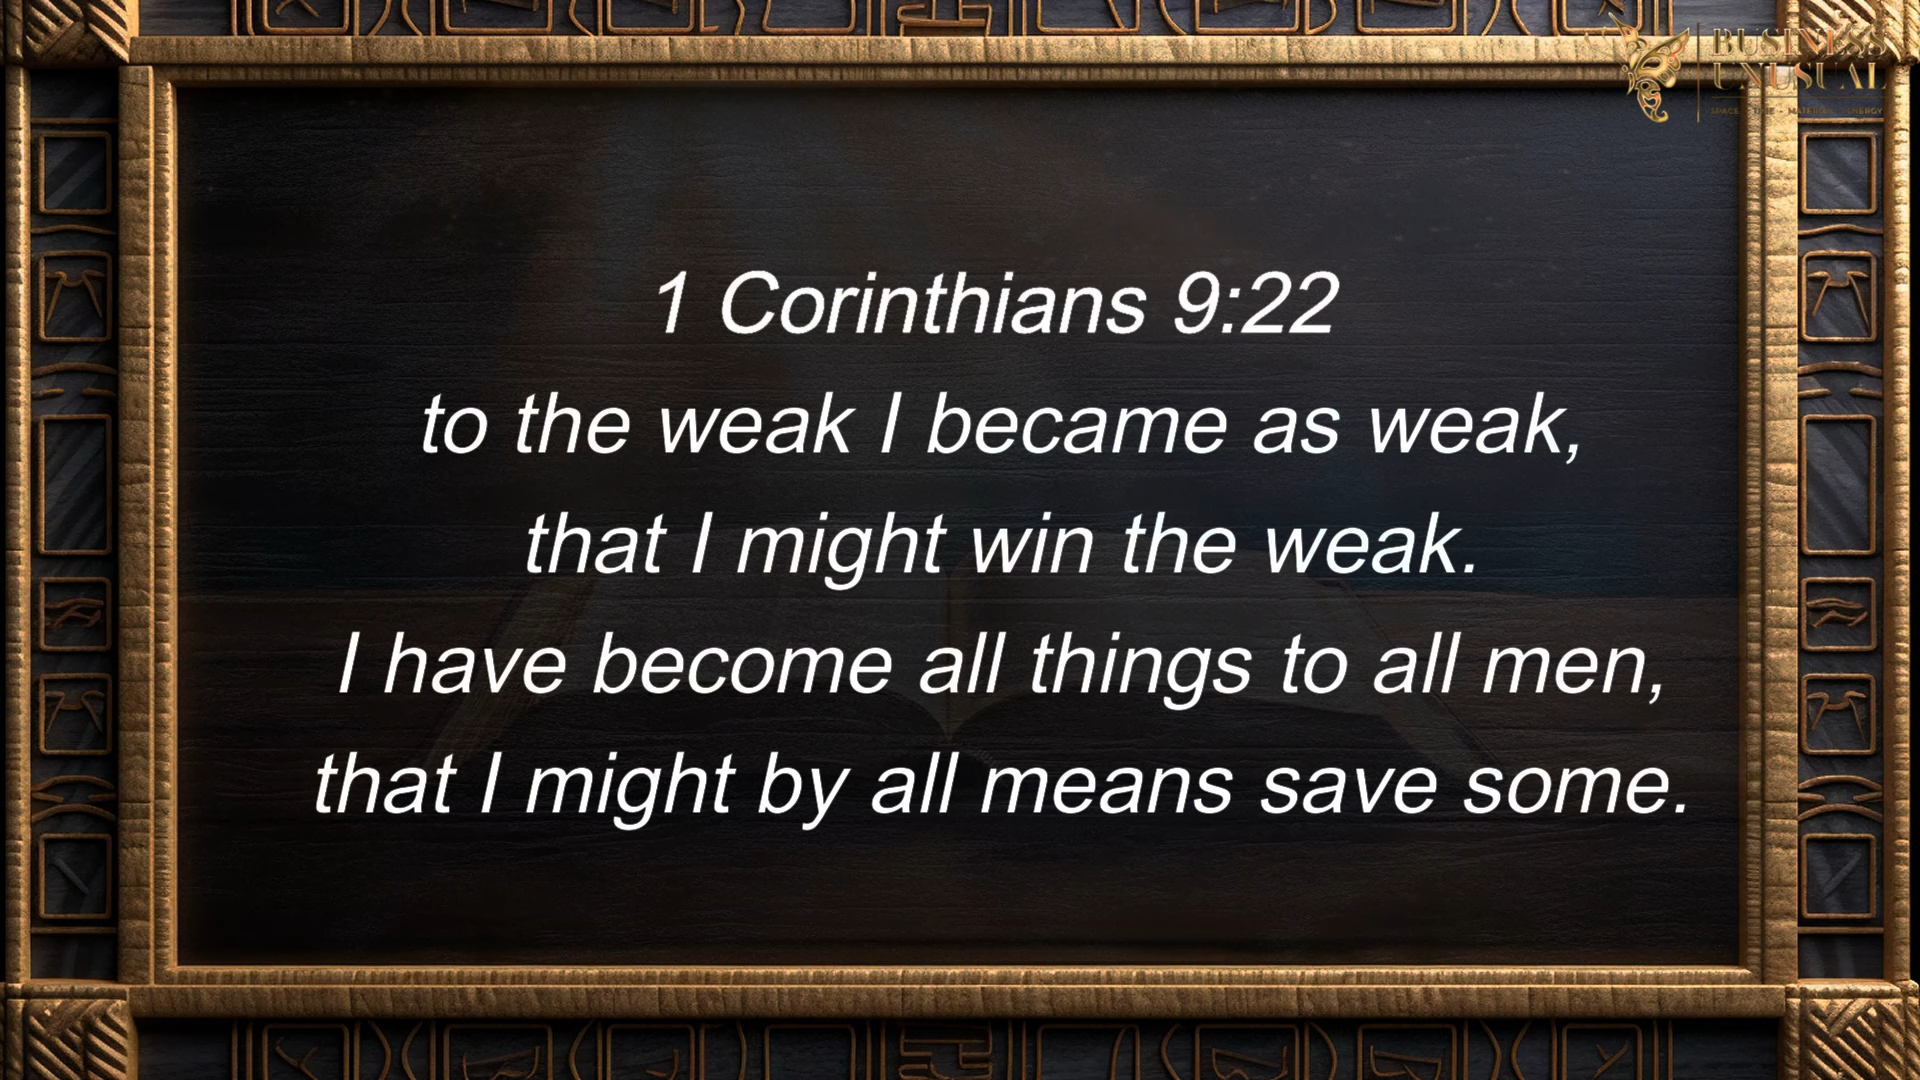 BUSINESS
UNUSUAL
1 Corinthians 9:22
to the weak I became as weak,
that I might win the weak.
I have become all things to all men,
that I might by all means save some.